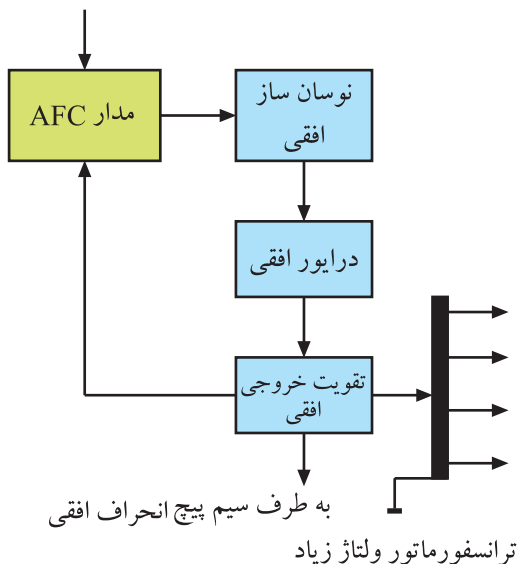 مدار AFC
نوسان ساز
افقی
درایور افقی
تقویت خروجی
افقی
به طرف سیم پیچ انحراف افقی
ترانسفورماتور ولتاژ زیاد